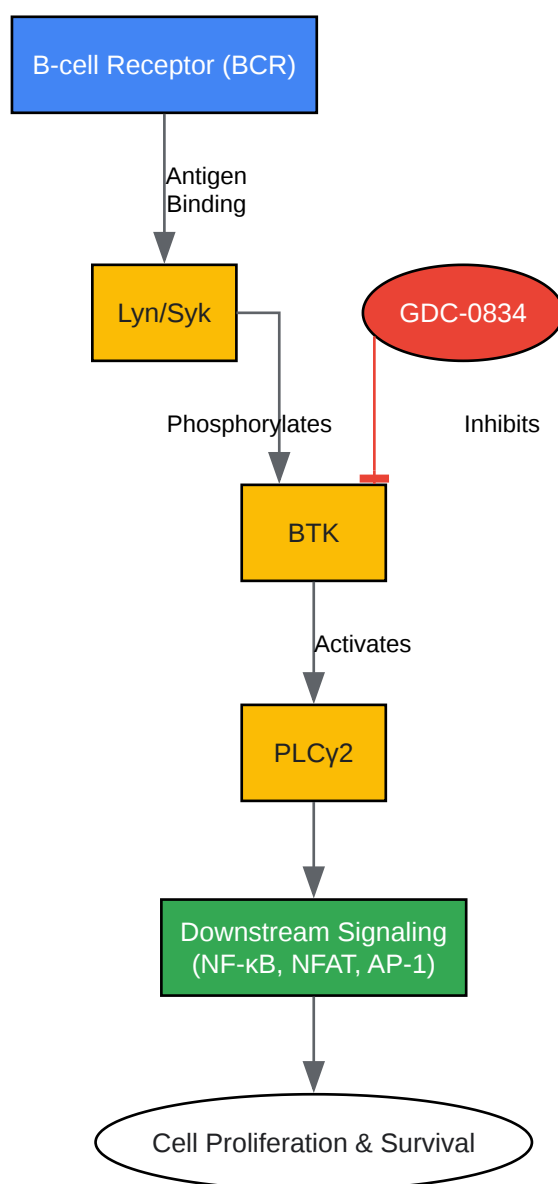 B-cell Receptor (BCR)
Antigen
Binding
Lyn/Syk
GDC-0834
Phosphorylates
Inhibits
BTK
Activates
PLCγ2
Downstream Signaling
(NF-κB, NFAT, AP-1)
Cell Proliferation & Survival